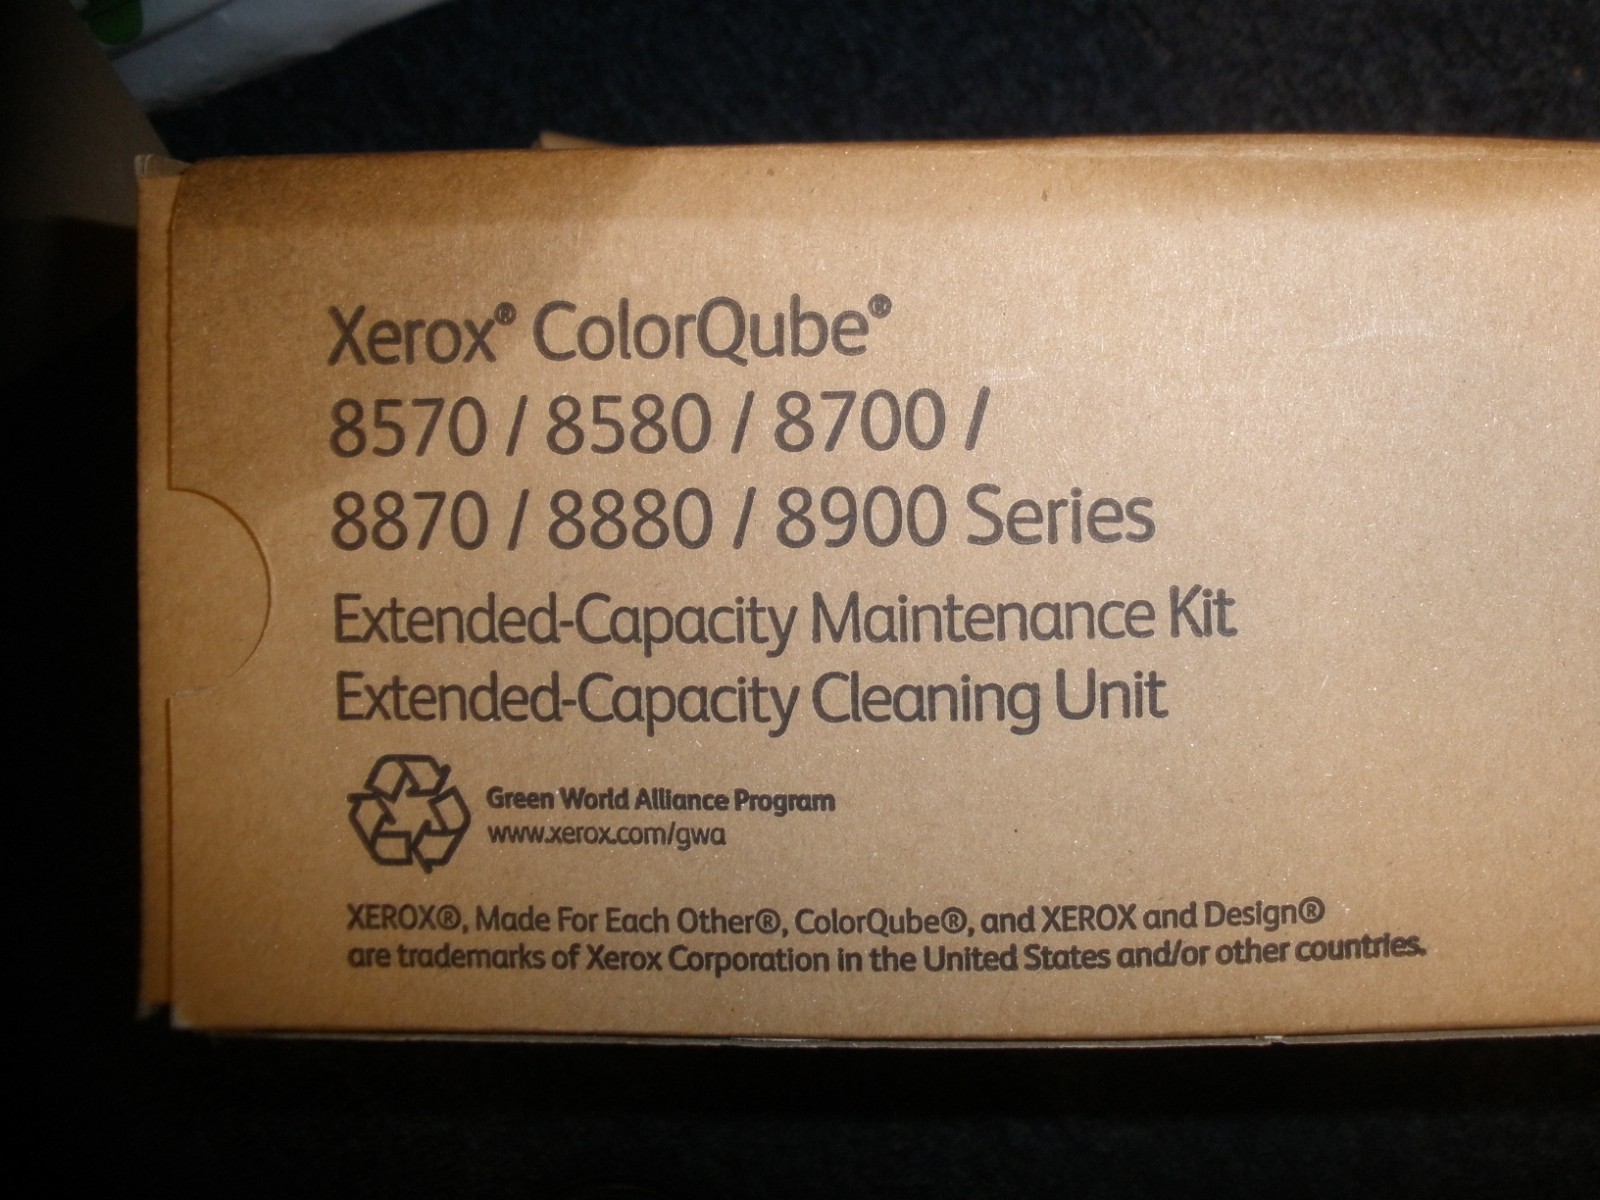 Xerox® ColorQube®
8570 / 8580 / 8700 /
8870 / 8880 / 8900 Series
Extended-Capacity Maintenance Kit
Extended-Capacity Cleaning Unit
Green World Alliance Program
www.xerox.com/gwa
XEROX®, Made For Each Other®, ColorQube®, and XEROX and Design®
are trademarks of Xerox Corporation in the United States and/or other countries.